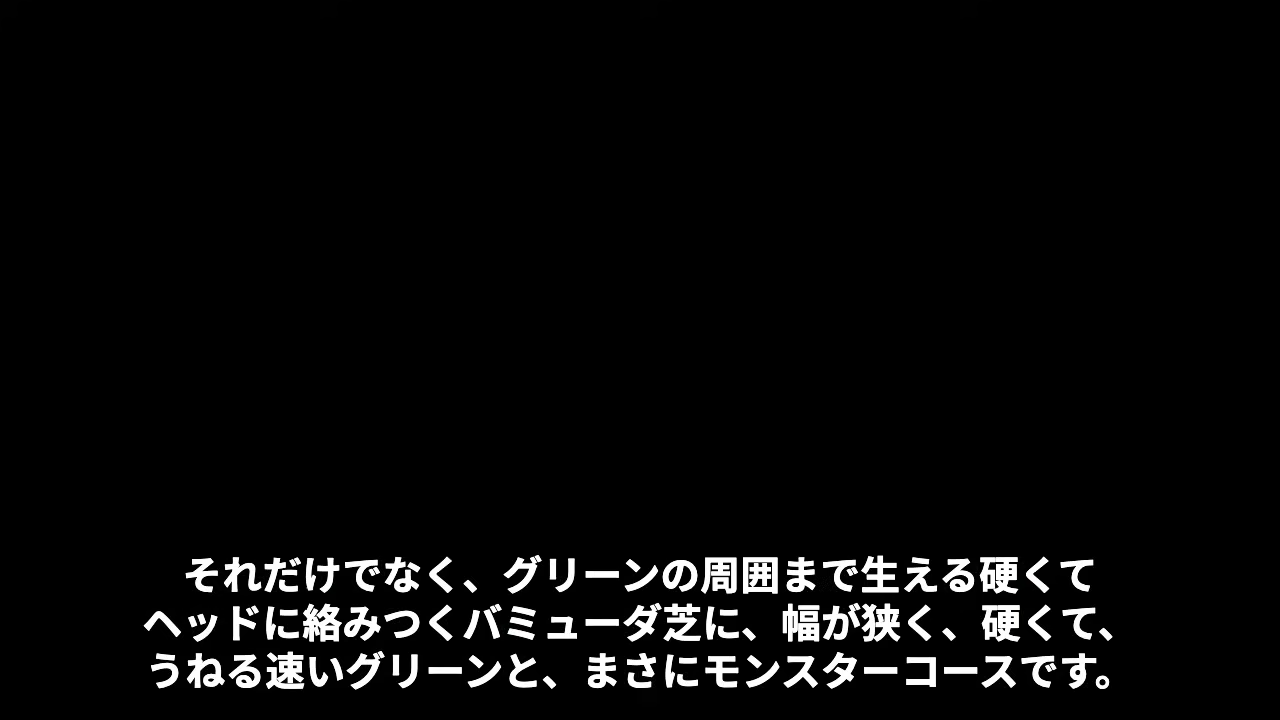 それだけでなく、グリーンの周囲まで生える硬くて
ヘッドに絡みつくバミューダ芝に、幅が狭く、硬くて、
うねる速いグリーンと、まさにモンスターコースです。